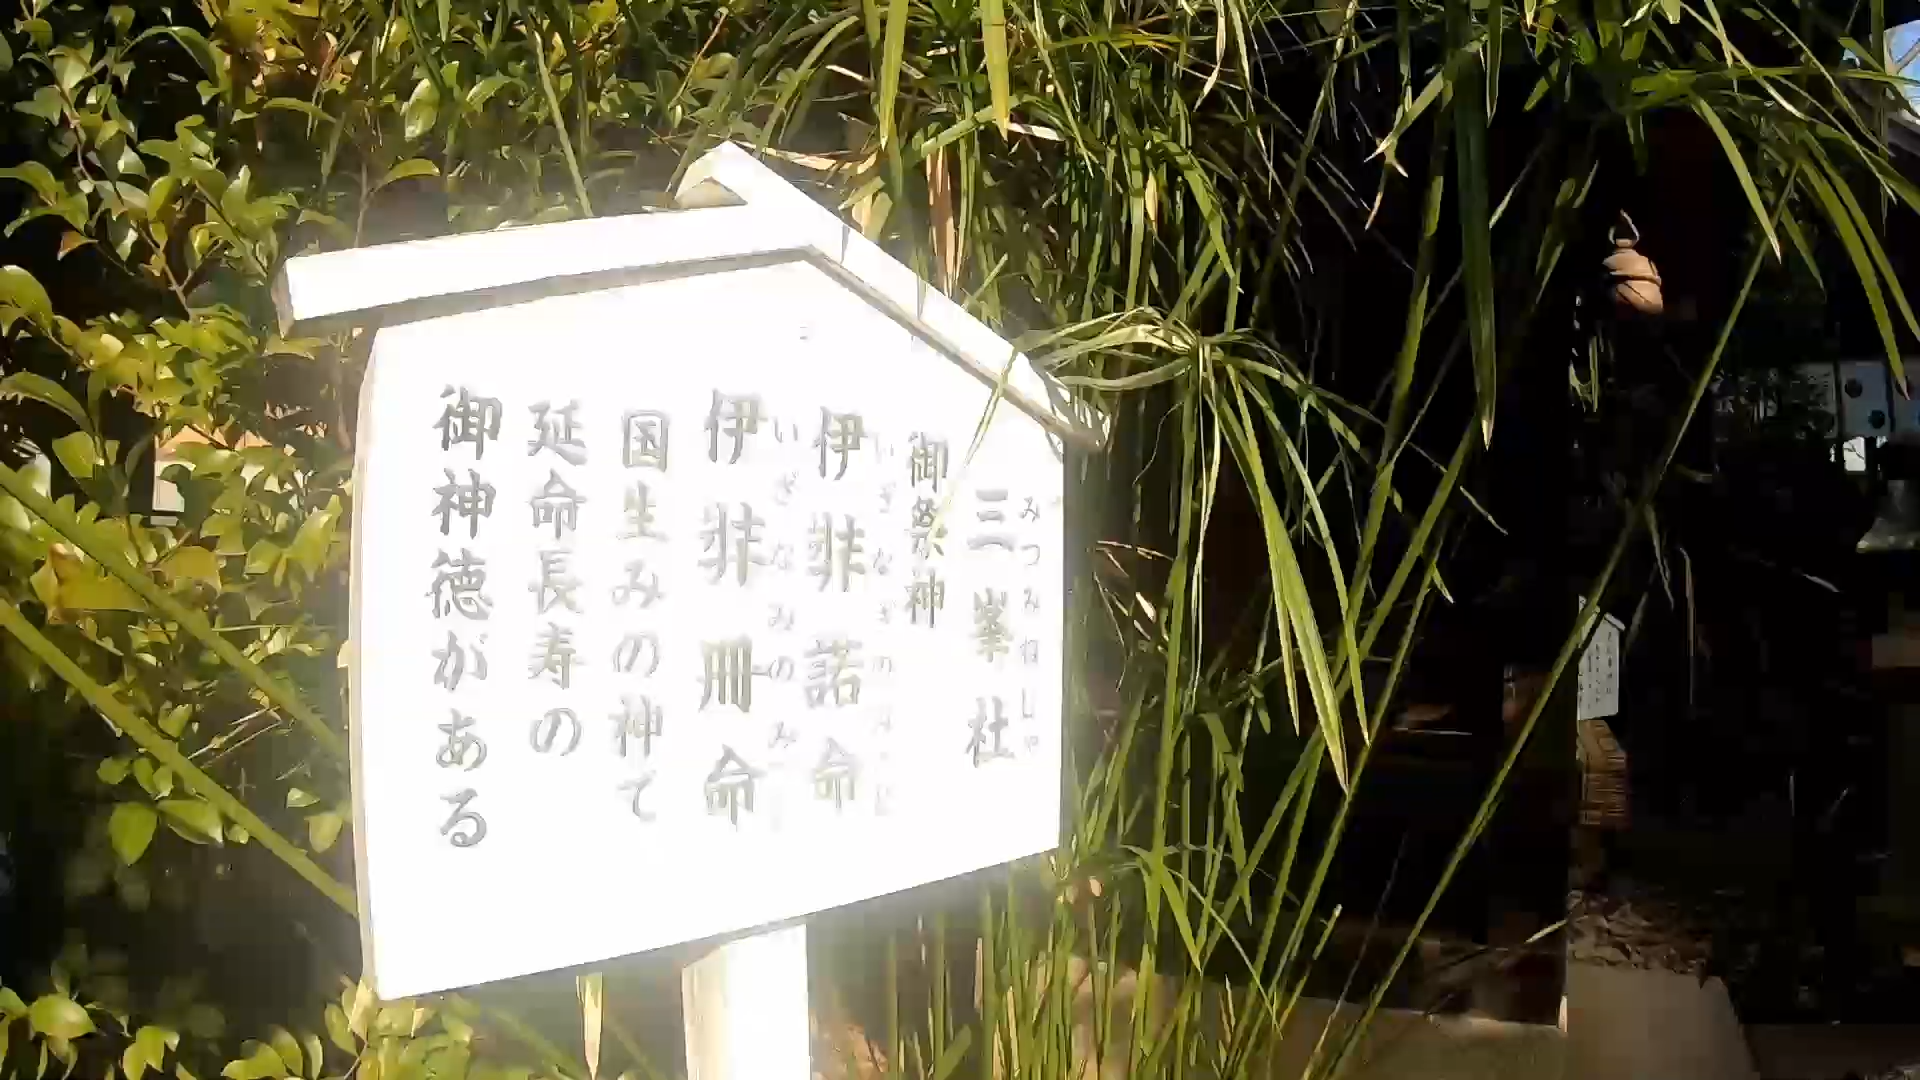 三峯社
みつみねしゃ
御祭神
伊弉諾命
いざなぎのみこと
伊弉冊命
いざなみのみこと
国生みの神で
延命長寿の
御神徳がある